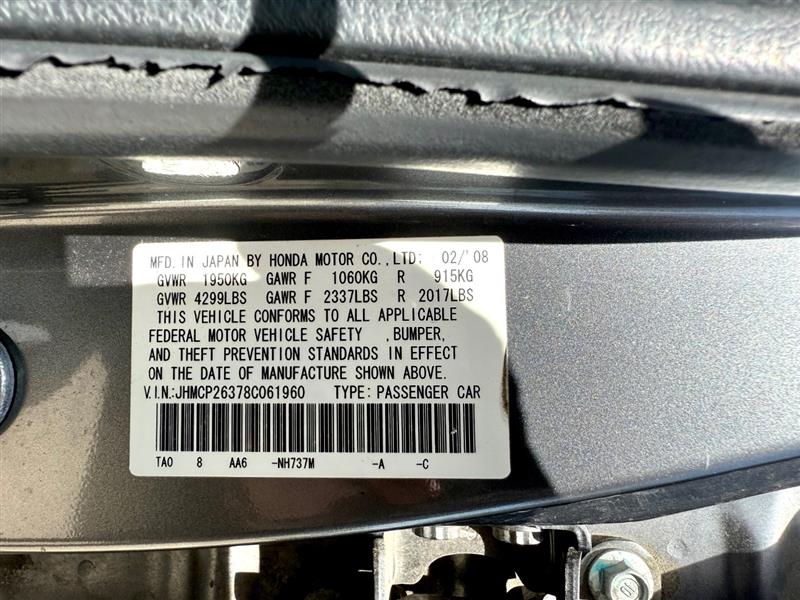 MFD. IN JAPAN BY HONDA MOTOR CO., LTD; 02/'08
GVWR 1950KG GAWR F 1060KG R 915KG
GVWR 4299LBS GAWR F 2337LBS R 2017LBS
THIS VEHICLE CONFORMS TO ALL APPLICABLE
FEDERAL MOTOR VEHICLE SAFETY , BUMPER,
AND THEFT PREVENTION STANDARDS IN EFFECT
ON THE DATE OF MANUFACTURE SHOWN ABOVE.
V.I.N.:JHMCP26378C061960 TYPE: PASSENGER CAR
TA0 8 AA6 -NH737M -A -C
10